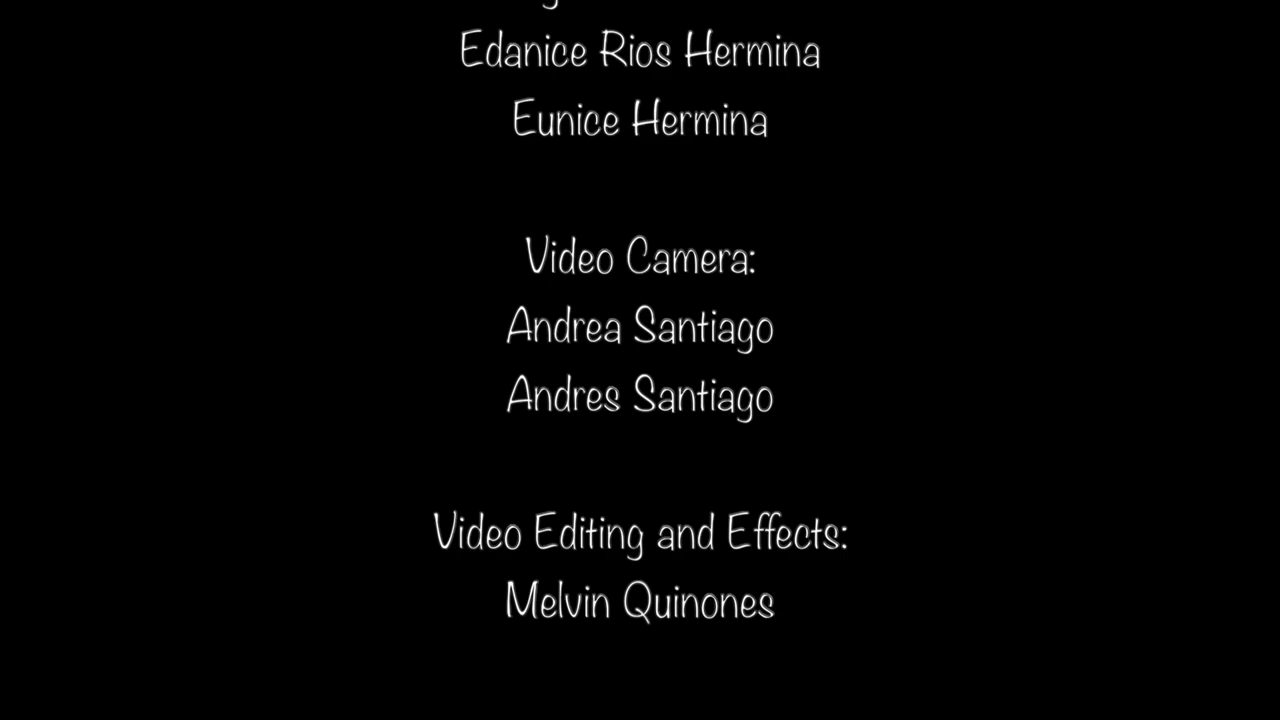 Edanice Rios Hermina
Eunice Hermina
Video Camera:
Andrea Santiago
Andres Santiago
Video Editing and Effects:
Melvin Quinones